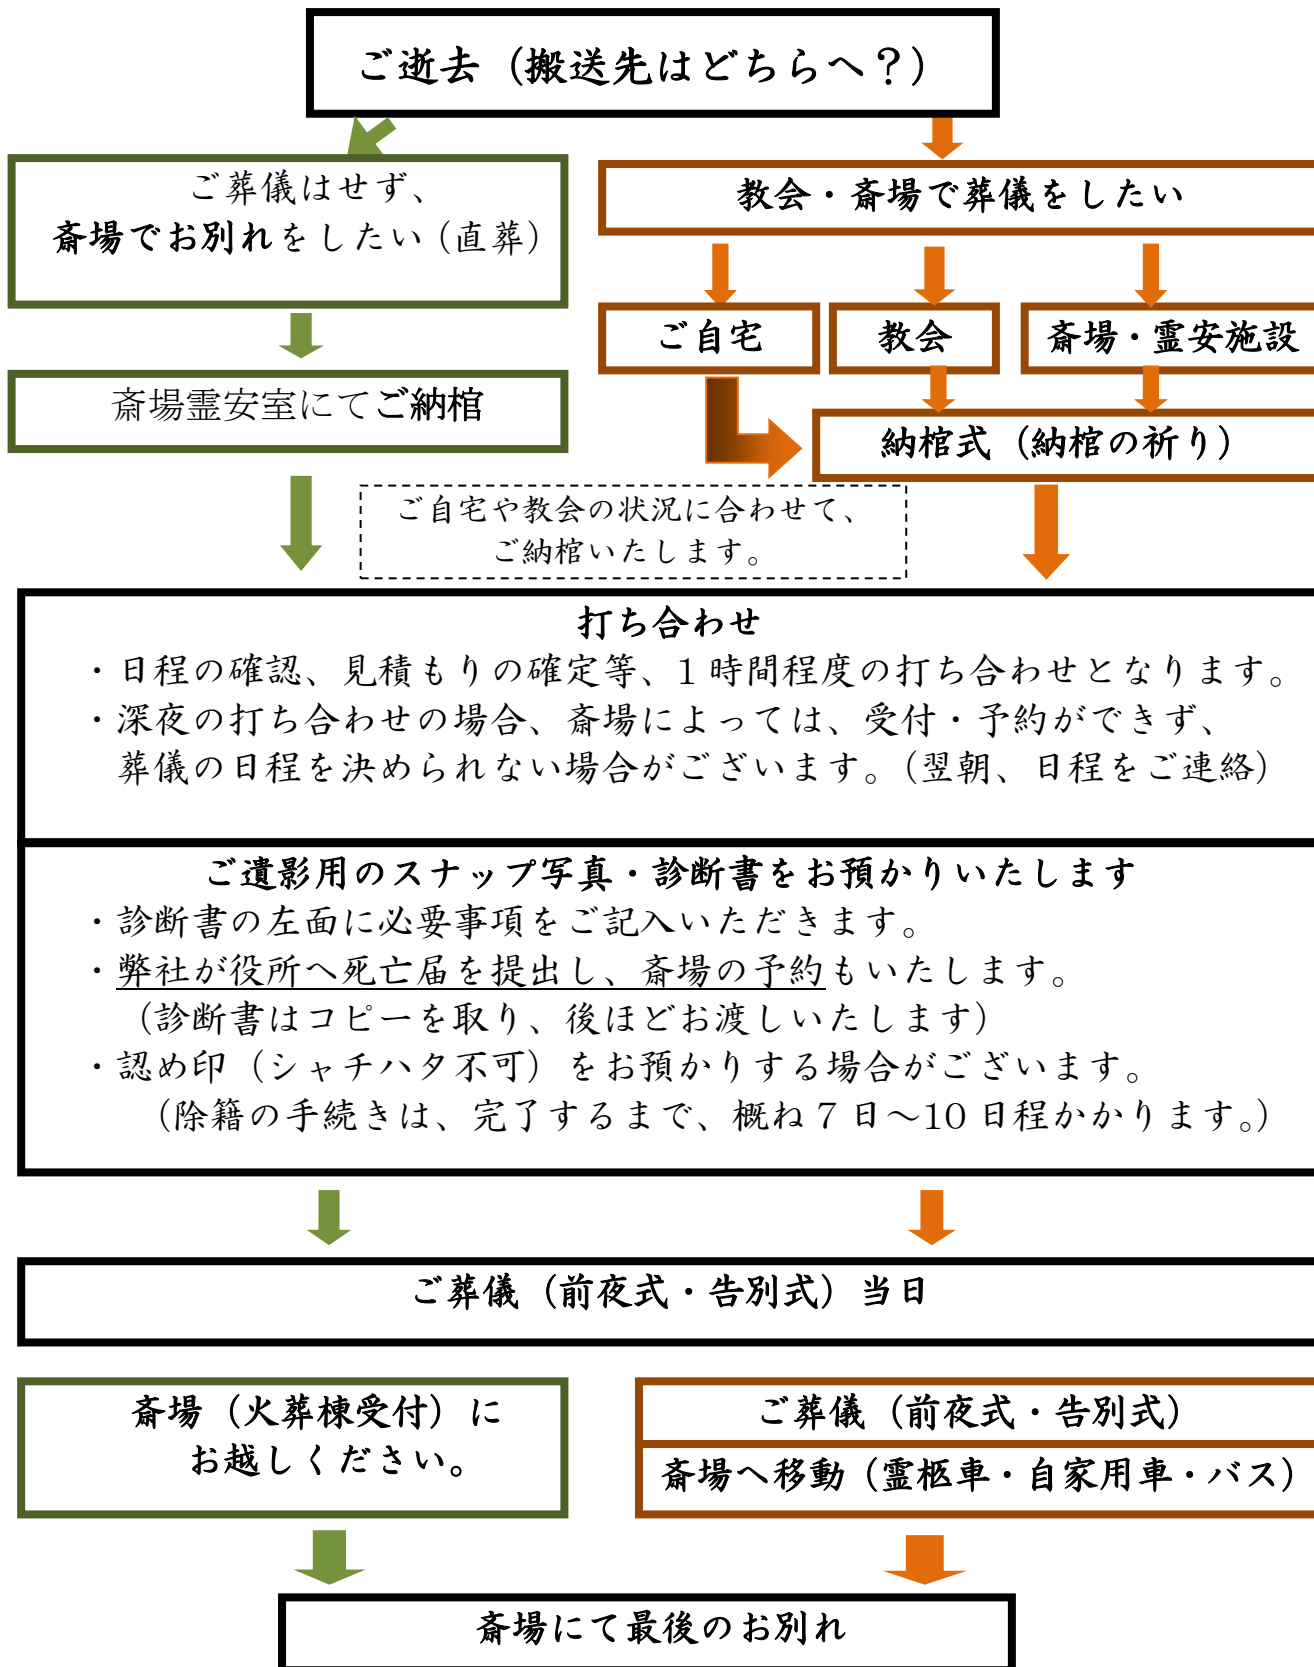 ご逝去（搬送先はどちらへ？）
ご葬儀はせず、
斎場でお別れをしたい（直葬）
斎場霊安室にてご納棺
教会・斎場で葬儀をしたい
ご自宅
教会
斎場・霊安施設
納棺式（納棺の祈り）
ご自宅や教会の状況に合わせて、
ご納棺いたします。
打ち合わせ
・日程の確認、見積もりの確定等、1時間程度の打ち合わせとなります。
・深夜の打ち合わせの場合、斎場によっては、受付・予約ができず、
葬儀の日程を決められない場合がございます。（翌朝、日程をご連絡）
ご遺影用のスナップ写真・診断書をお預かりいたします
・診断書の左面に必要事項をご記入いただきます。
・弊社が役所へ死亡届を提出し、斎場の予約もいたします。
（診断書はコピーを取り、後ほどお渡しいたします）
・認め印（シャチハタ不可）をお預かりする場合がございます。
（除籍の手続きは、完了するまで、概ね7日～10日程かかります。）
ご葬儀（前夜式・告別式）当日
斎場（火葬棟受付）に
お越しください。
ご葬儀（前夜式・告別式）
斎場へ移動（霊柩車・自家用車・バス）
斎場にて最後のお別れ